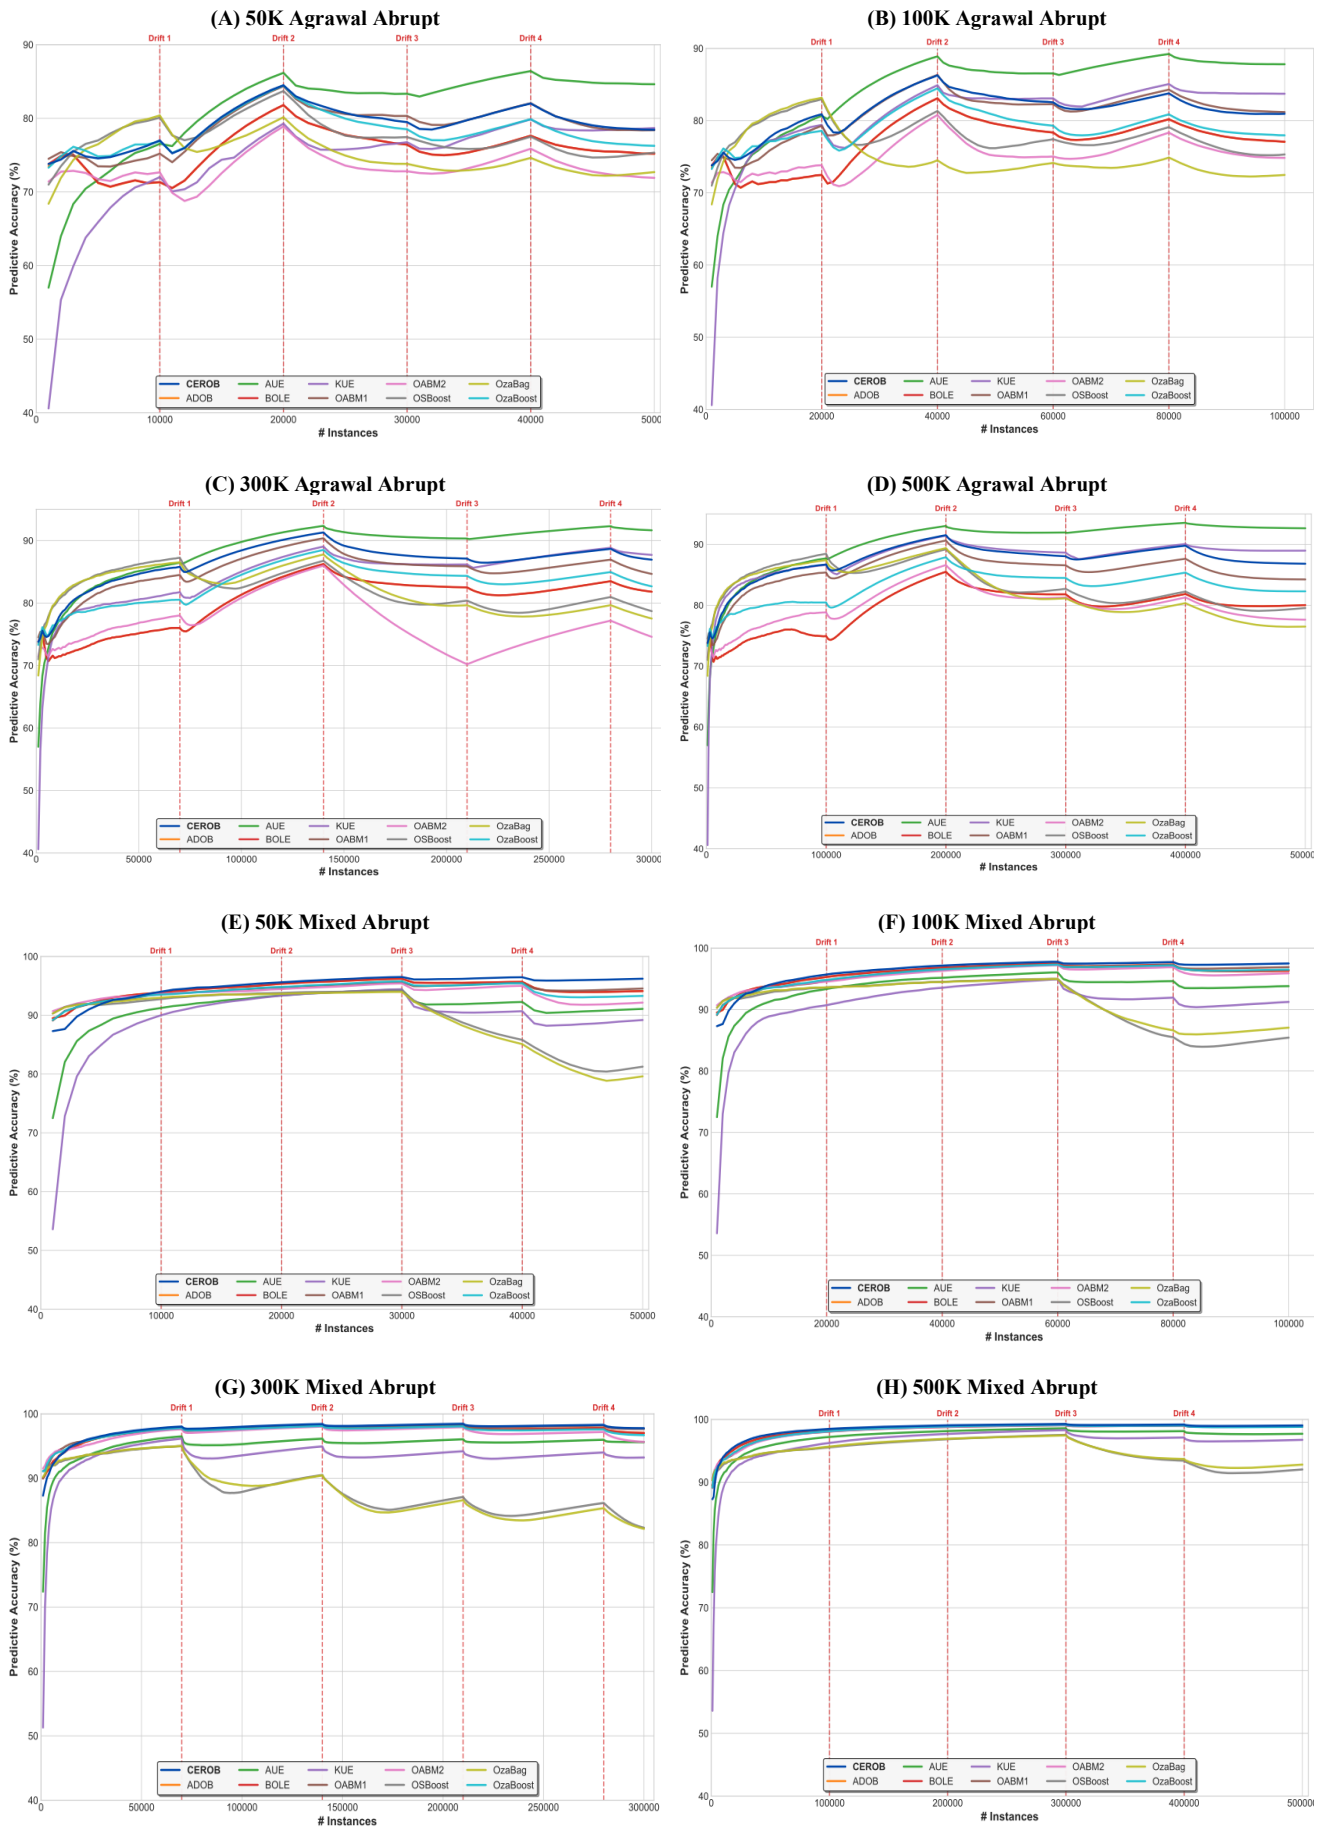 (A) 50K Agrawal Abrupt
Drift 1 Drift 2 Drift 3 Drift 4
90
80
70
60
50
40
Predictive Accuracy (%)
CEROB AUE KUE OABM2 OzaBag
ADOB BOLE OABM1 OSBoost OzaBoost
0 10000 20000 30000 40000 5000
# Instances
(B) 100K Agrawal Abrupt
Drift 1 Drift 2 Drift 3 Drift 4
90
80
70
60
50
40
Predictive Accuracy (%)
CEROB AUE KUE OABM2 OzaBag
ADOB BOLE OABM1 OSBoost OzaBoost
0 20000 40000 60000 80000 100000
# Instances
(C) 300K Agrawal Abrupt
Drift 1 Drift 2 Drift 3 Drift 4
90
80
70
60
50
40
Predictive Accuracy (%)
CEROB AUE KUE OABM2 OzaBag
ADOB BOLE OABM1 OSBoost OzaBoost
0 50000 100000 150000 200000 250000 300000
# Instances
(D) 500K Agrawal Abrupt
Drift 1 Drift 2 Drift 3 Drift 4
90
80
70
60
50
40
Predictive Accuracy (%)
CEROB AUE KUE OABM2 OzaBag
ADOB BOLE OABM1 OSBoost OzaBoost
0 100000 200000 300000 400000 50000
# Instances
(E) 50K Mixed Abrupt
Drift 1 Drift 2 Drift 3 Drift 4
100
90
80
70
60
50
40
Predictive Accuracy (%)
CEROB AUE KUE OABM2 OzaBag
ADOB BOLE OABM1 OSBoost OzaBoost
0 10000 20000 30000 40000 50000
# Instances
(F) 100K Mixed Abrupt
Drift 1 Drift 2 Drift 3 Drift 4
100
90
80
70
60
50
40
Predictive Accuracy (%)
CEROB AUE KUE OABM2 OzaBag
ADOB BOLE OABM1 OSBoost OzaBoost
0 20000 40000 60000 80000 100000
# Instances
(G) 300K Mixed Abrupt
Drift 1 Drift 2 Drift 3 Drift 4
100
90
80
70
60
50
40
Predictive Accuracy (%)
CEROB AUE KUE OABM2 OzaBag
ADOB BOLE OABM1 OSBoost OzaBoost
0 50000 100000 150000 200000 250000 300000
# Instances
(H) 500K Mixed Abrupt
Drift 1 Drift 2 Drift 3 Drift 4
100
90
80
70
60
50
40
Predictive Accuracy (%)
CEROB AUE KUE OABM2 OzaBag
ADOB BOLE OABM1 OSBoost OzaBoost
0 100000 200000 300000 400000 500000
# Instances